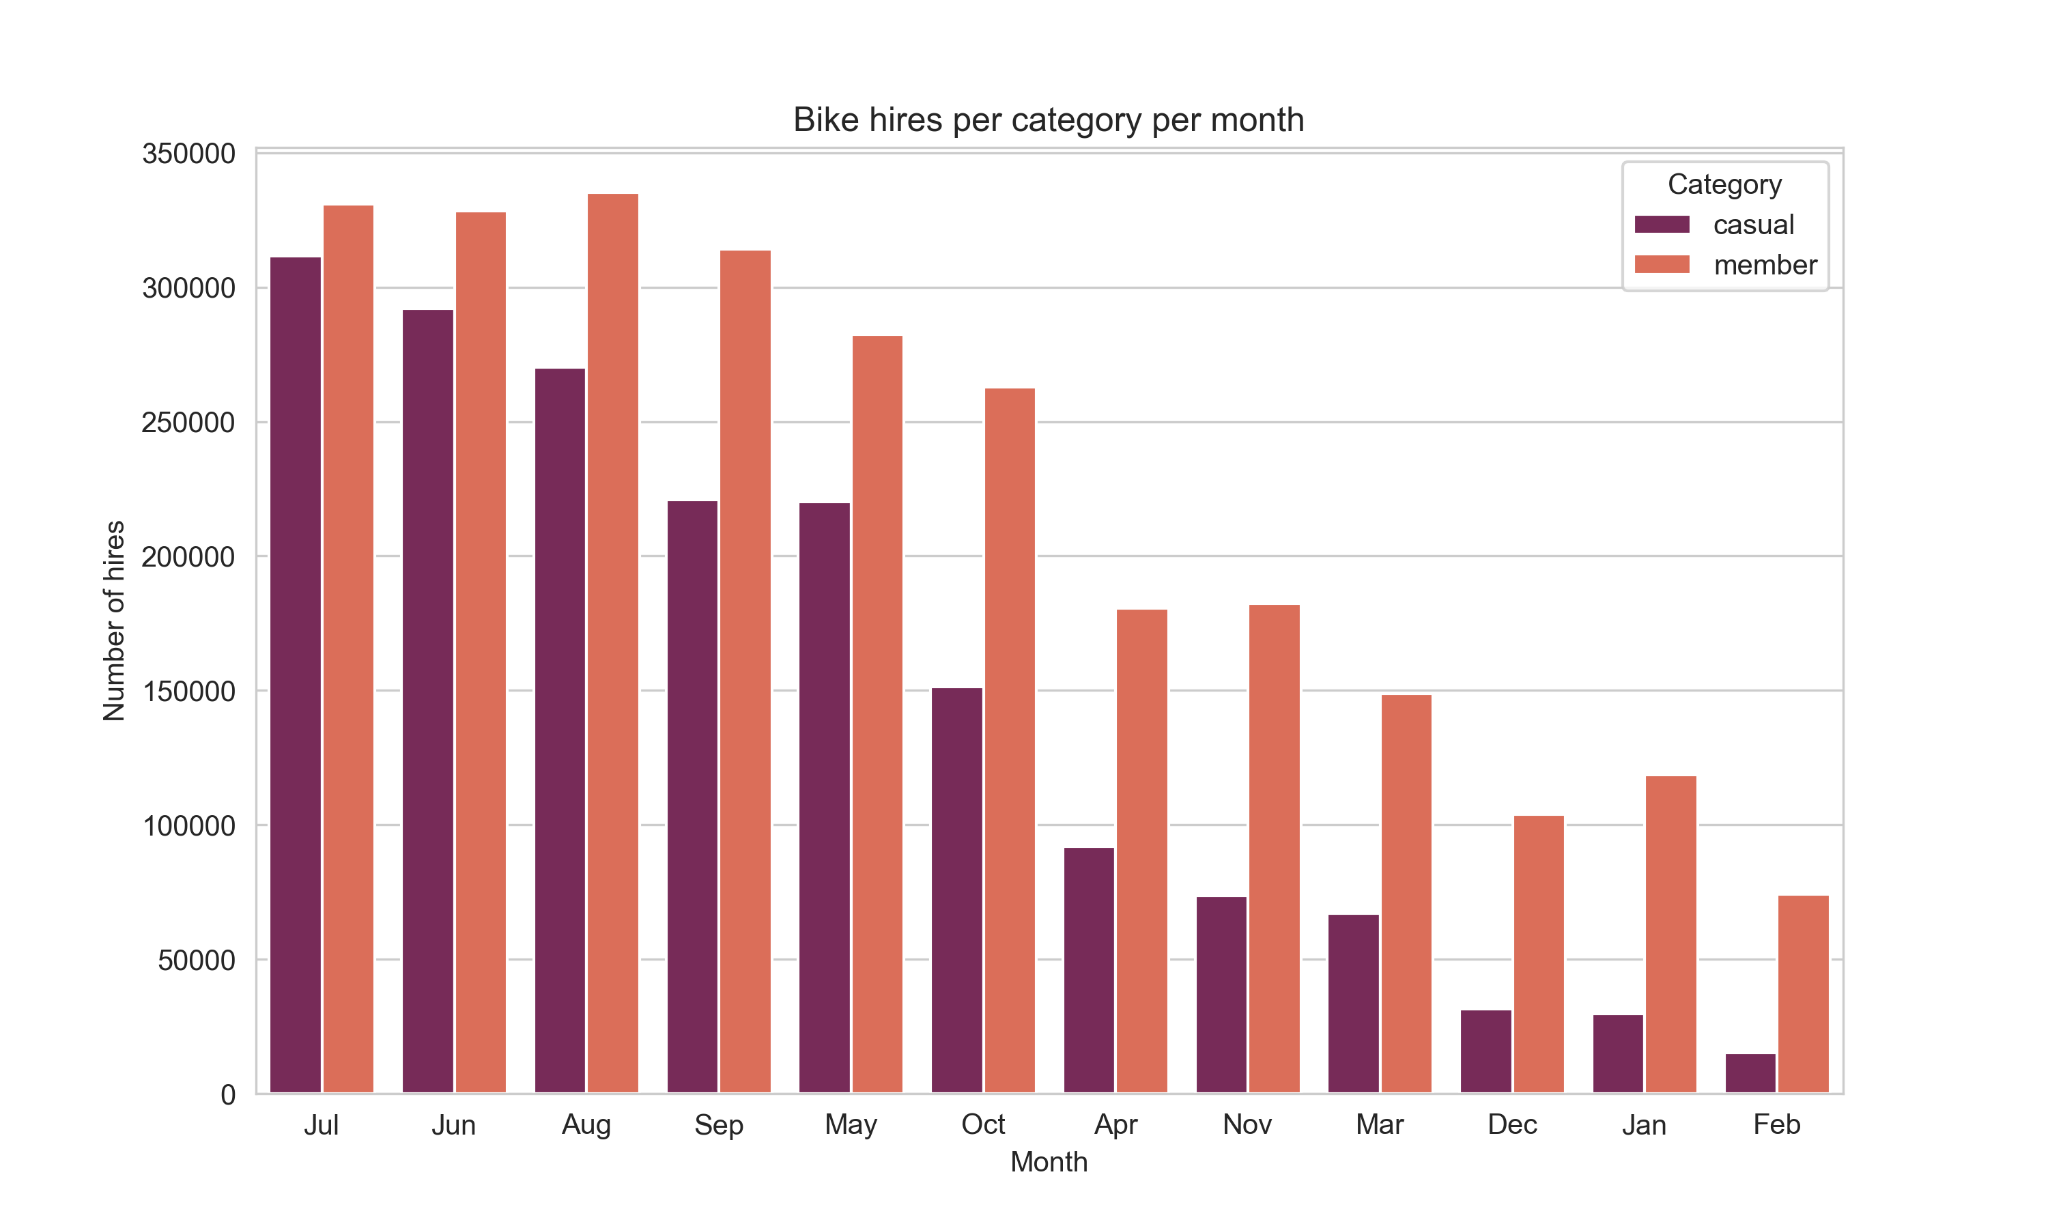 Bike hires per category per month
350000
300000
250000
200000
150000
100000
50000
0
Number of hires
Category
casual
member
Jul Jun Aug Sep May Oct Apr Nov Mar Dec Jan Feb
Month